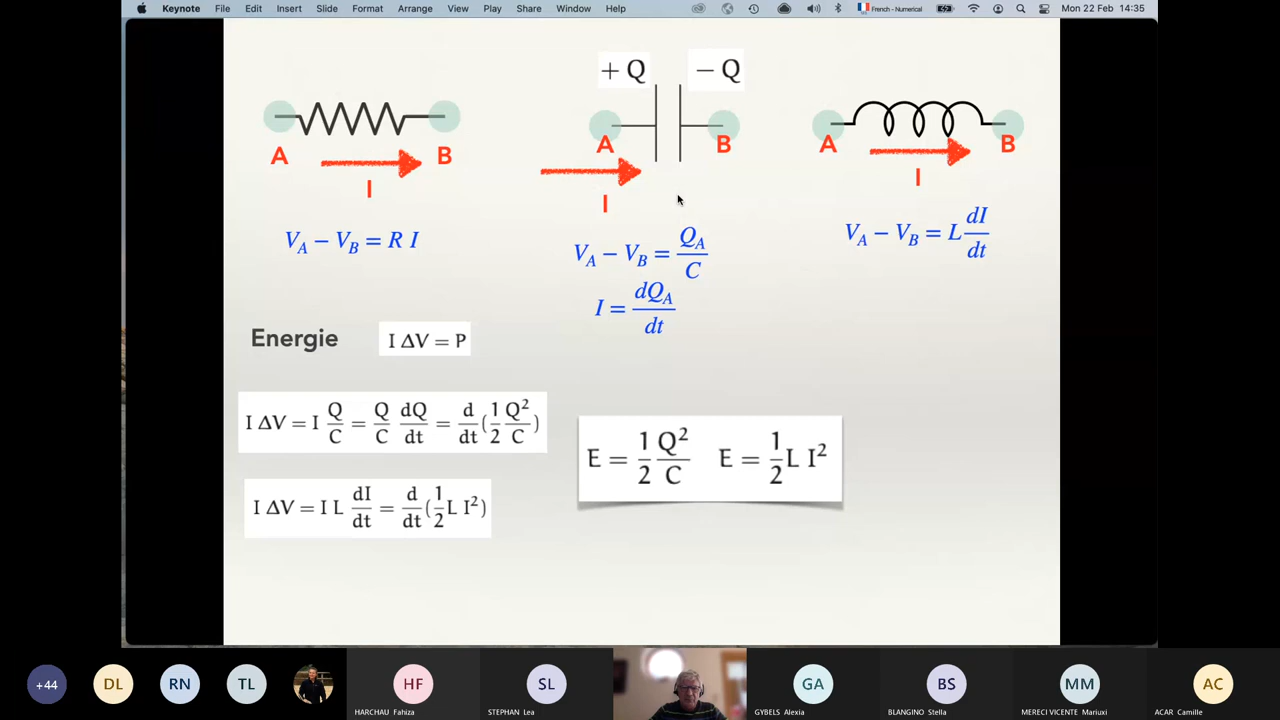 Keynote File Edit Insert Slide Format Arrange View Play Share Window Help French - Numerical Mon 22 Feb 14:35
+ Q − Q
A B
I
A B
I
A B
I
V_A − V_B = R I
V_A − V_B = Q_A/C
I = dQ_A/dt
V_A − V_B = L dI/dt
Energie I ΔV = P
I ΔV = I Q/C = Q/C dQ/dt = d/dt(1/2 Q²/C)
I ΔV = I L dI/dt = d/dt(1/2 L I²)
E = 1/2 Q²/C E = 1/2 L I²
+44 DL RN TL HF SL GA BS MM AC
HARCHAU Fahiza STEPHAN Lea GYBELS Alexia BLANGINO Stella MERECI VICENTE Mariuxi ACAR Camille